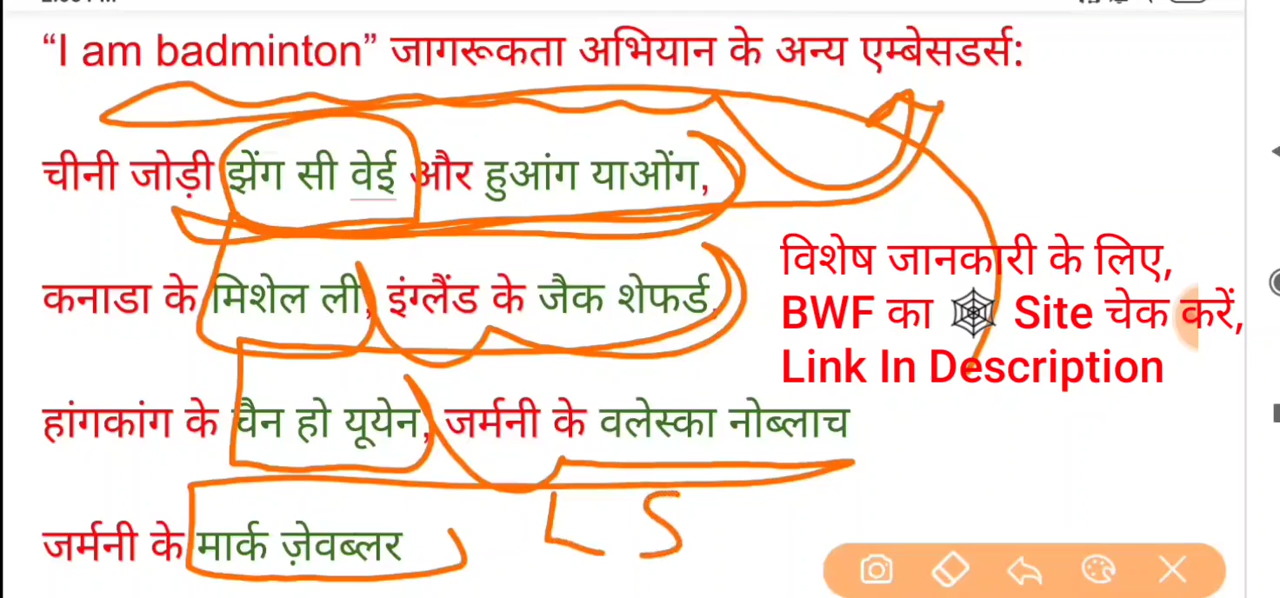 “I am badminton” जागरूकता अभियान के अन्य एम्बेसडर्स:
चीनी जोड़ी झेंग सी वेई और हुआंग याओंग,
कनाडा के मिशेल ली, इंग्लैंड के जैक शेफर्ड,
विशेष जानकारी के लिए,
BWF का 🕸 Site चेक करें,
Link In Description
हांगकांग के चैन हो यूयेन, जर्मनी के वलेस्का नोब्लाच
जर्मनी के मार्क ज़ेवब्लर
L S